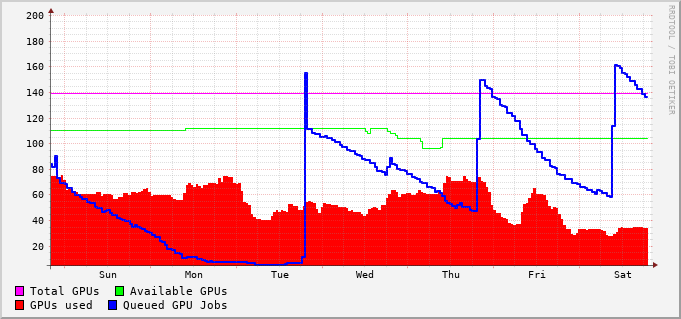 200
180
160
140
120
100
80
60
40
20
Sun Mon Tue Wed Thu Fri Sat
Total GPUs Available GPUs
GPUs used Queued GPU Jobs
RRDTOOL / TOBI OETIKER